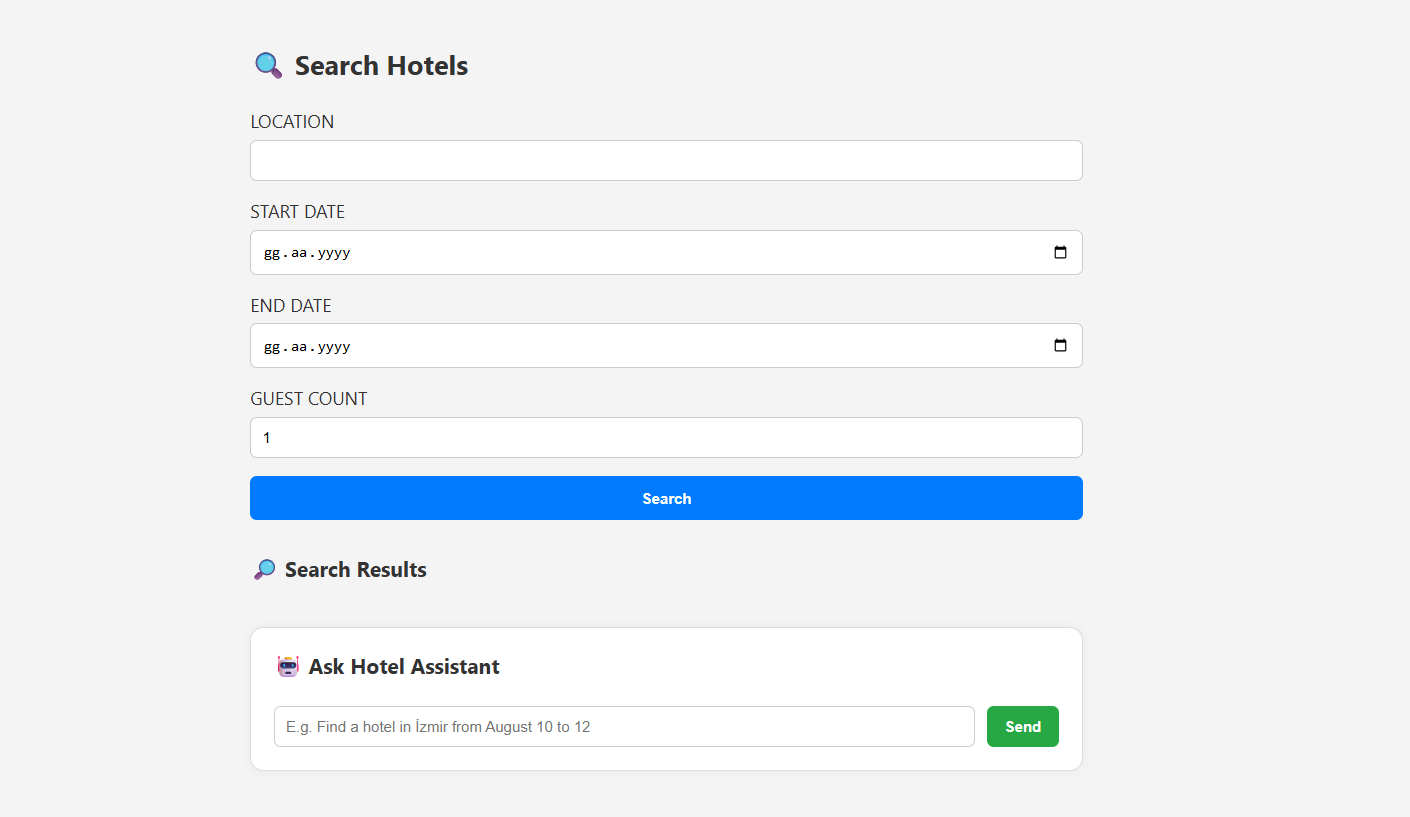 Search Hotels
LOCATION
START DATE
gg.aa.yyyy
END DATE
gg.aa.yyyy
GUEST COUNT
1
Search
Search Results
Ask Hotel Assistant
E.g. Find a hotel in İzmir from August 10 to 12
Send